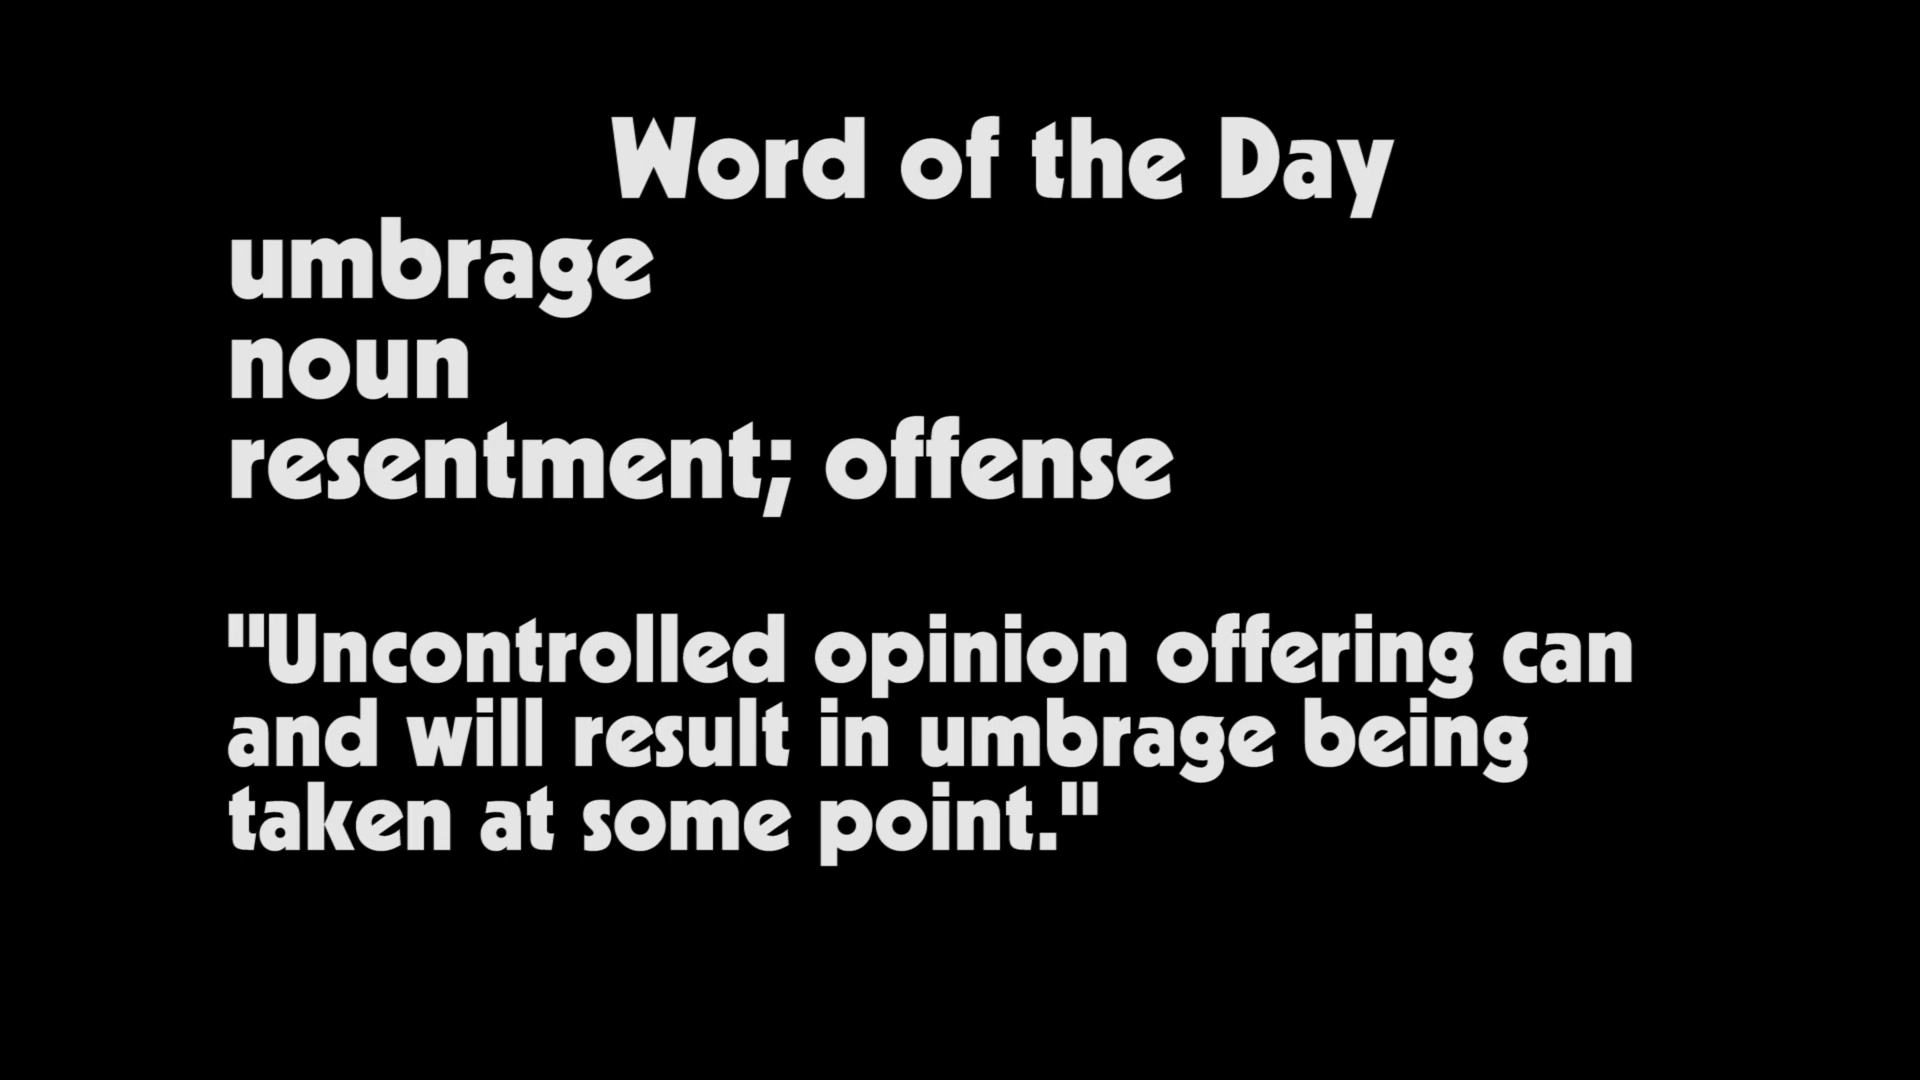 Word of the Day
umbrage
noun
resentment; offense
"Uncontrolled opinion offering can
and will result in umbrage being
taken at some point."